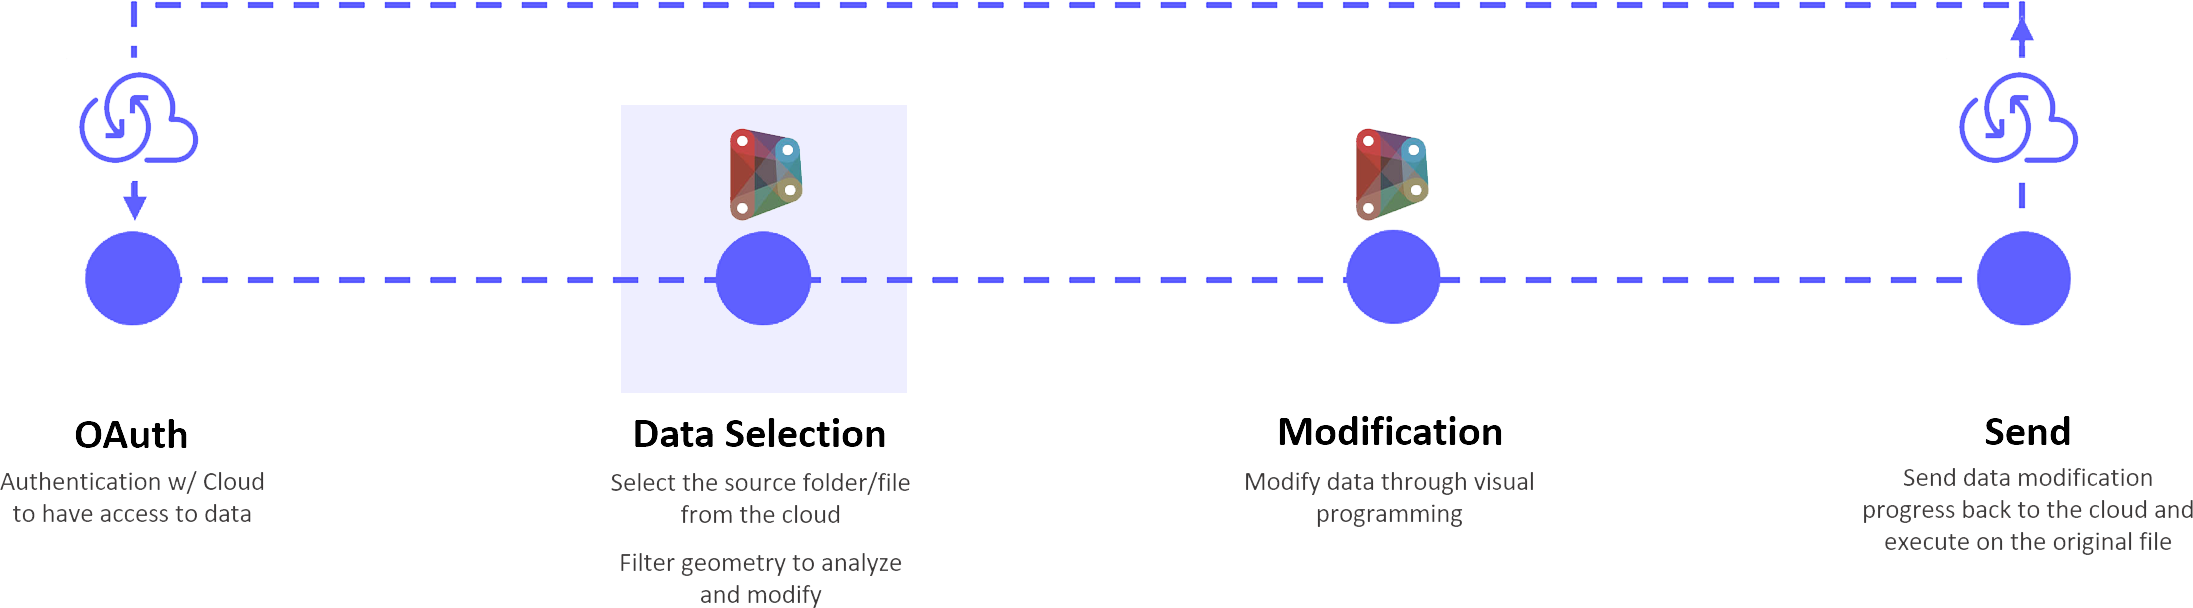 OAuth
Authentication w/ Cloud
to have access to data
Data Selection
Select the source folder/file
from the cloud
Filter geometry to analyze
and modify
Modification
Modify data through visual
programming
Send
Send data modification
progress back to the cloud and
execute on the original file